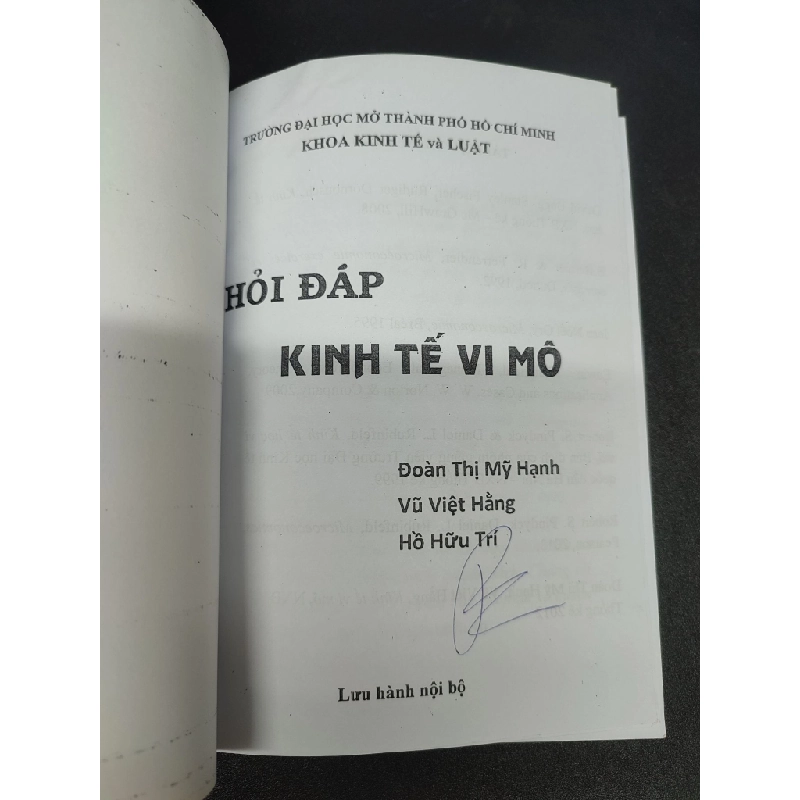 TRƯỜNG ĐẠI HỌC MỞ THÀNH PHỐ HỒ CHÍ MINH
KHOA KINH TẾ và LUẬT
HỎI ĐÁP
KINH TẾ VI MÔ
Đoàn Thị Mỹ Hạnh
Vũ Việt Hằng
Hồ Hữu Trí
Lưu hành nội bộ